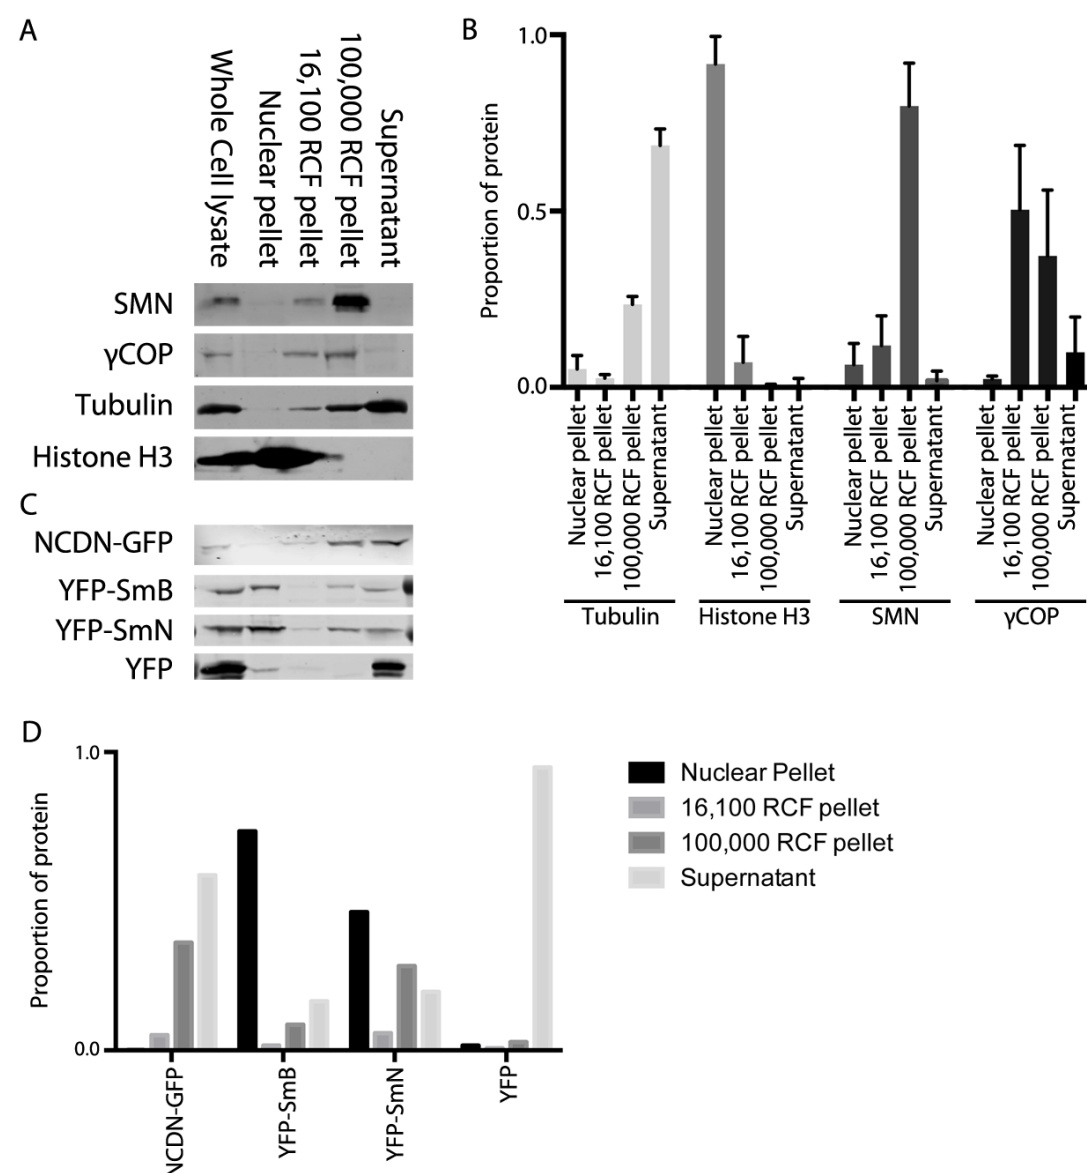 A
Whole Cell lysate
Nuclear pellet
16,100 RCF pellet
100,000 RCF pellet
Supernatant
SMN
γCOP
Tubulin
Histone H3
B
Proportion of protein
1.0
0.5
0.0
Nuclear pellet
16,100 RCF pellet
100,000 RCF pellet
Supernatant
Nuclear pellet
16,100 RCF pellet
100,000 RCF pellet
Supernatant
Nuclear pellet
16,100 RCF pellet
100,000 RCF pellet
Supernatant
Nuclear pellet
16,100 RCF pellet
100,000 RCF pellet
Supernatant
Tubulin
Histone H3
SMN
γCOP
C
NCDN-GFP
YFP-SmB
YFP-SmN
YFP
D
Proportion of protein
1.0
0.0
NCDN-GFP
YFP-SmB
YFP-SmN
YFP
Nuclear Pellet
16,100 RCF pellet
100,000 RCF pellet
Supernatant